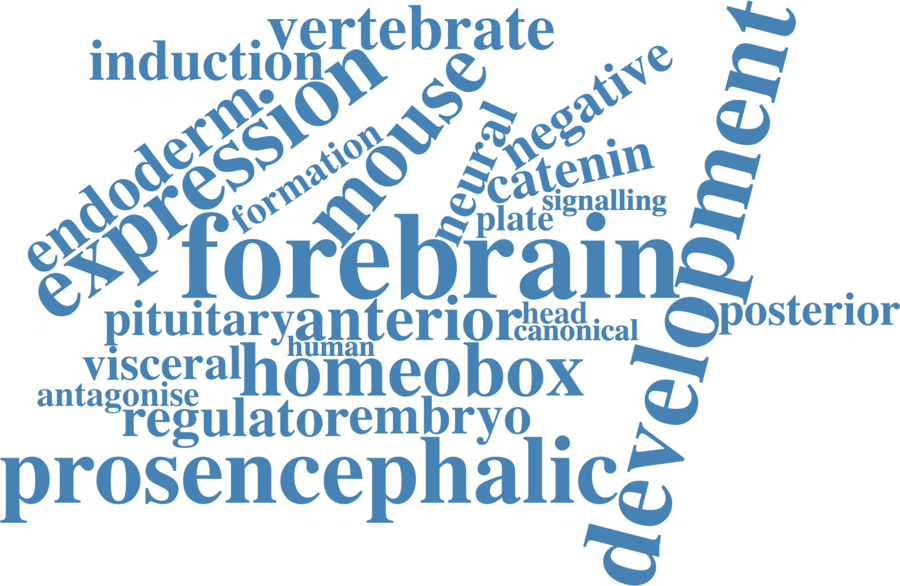 vertebrate
induction
development
endoderm.
expression
mouse
negative
formation
neural
catenin
signalling
plate
forebrain
pituitary
anterior
head
posterior
canonical
human
visceral
homeobox
antagonise
regulator
embryo
prosencephalic